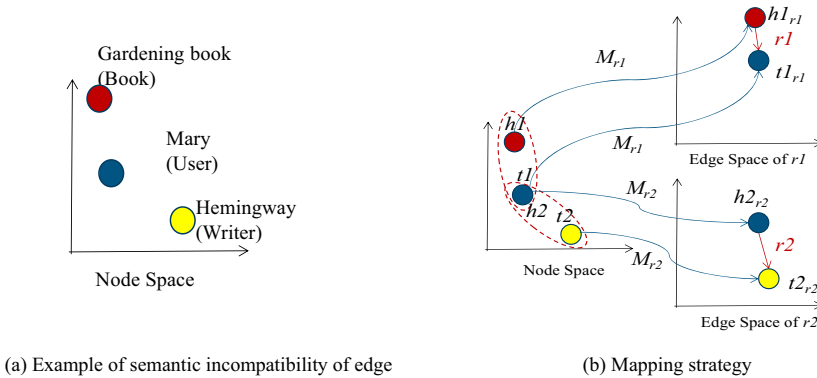 Gardening book
(Book)
Mary
(User)
Hemingway
(Writer)
Node Space
(a) Example of semantic incompatibility of edge
h1r1
r1
t1r1
Mr1
Mr1
Edge Space of r1
h1
t1
h2
t2
Node Space
Mr2
Mr2
h2r2
r2
t2r2
Edge Space of r2
(b) Mapping strategy